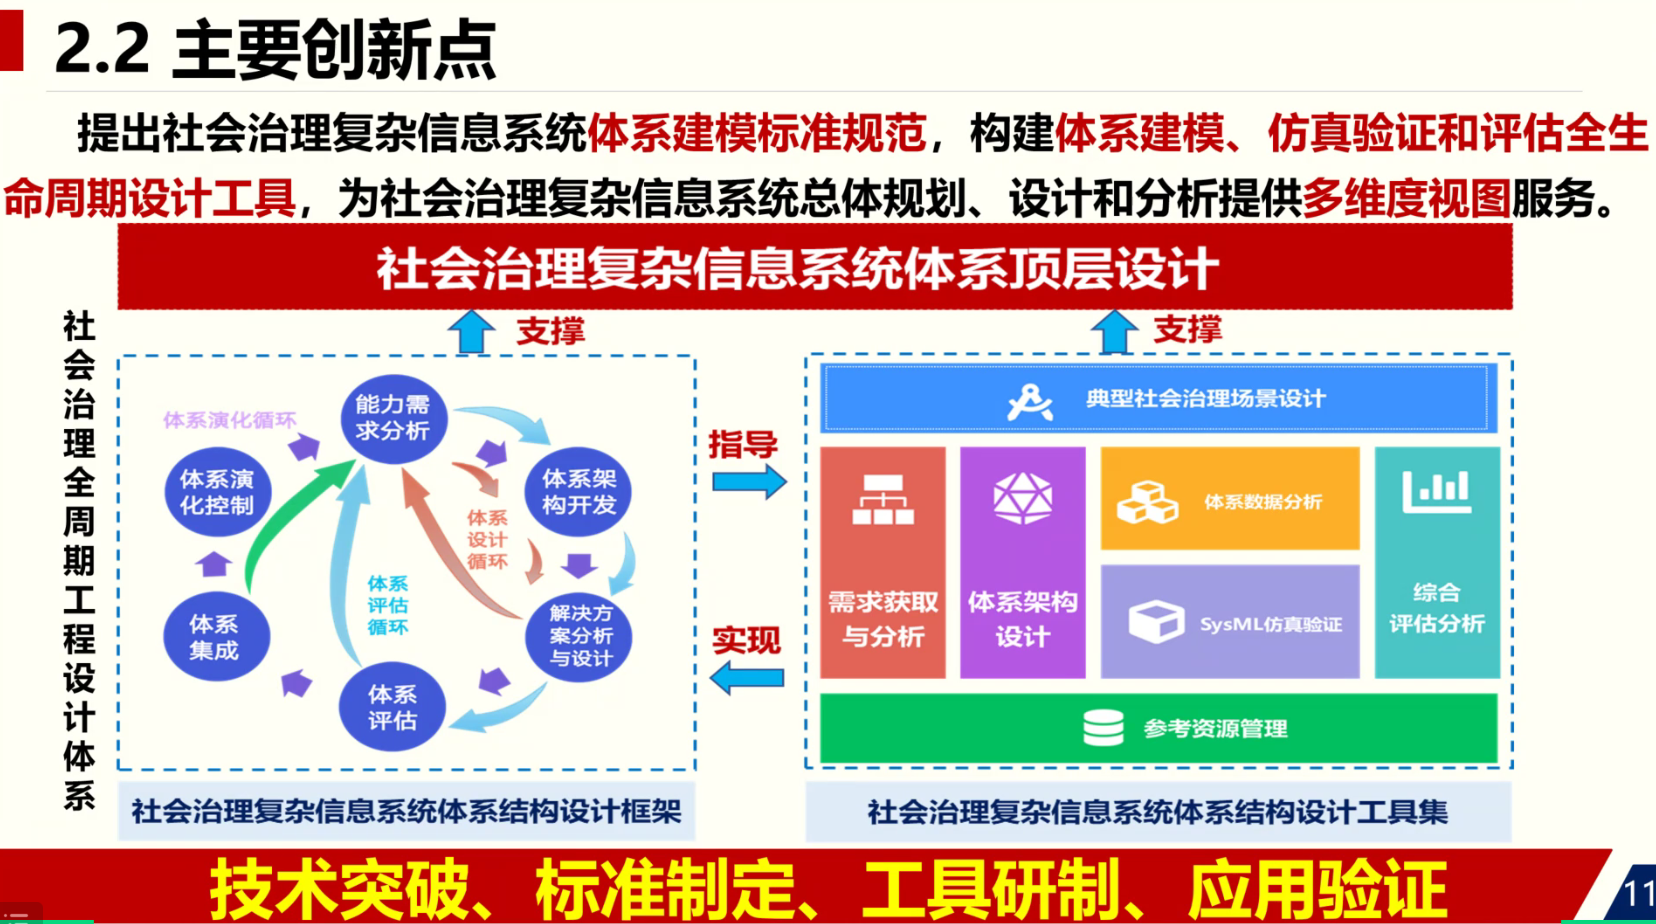 2.2 主要创新点
提出社会治理复杂信息系统体系建模标准规范，构建体系建模、仿真验证和评估全生
命周期设计工具，为社会治理复杂信息系统总体规划、设计和分析提供多维度视图服务。
社会治理复杂信息系统体系顶层设计
支撑
支撑
社会治理全周期工程设计体系
体系演化循环
能力需
求分析
体系架
构开发
解决方
案分析
与设计
体系
评估
体系
集成
体系演
化控制
体系
设计
循环
体系
评估
循环
社会治理复杂信息系统体系结构设计框架
指导
实现
典型社会治理场景设计
需求获取
与分析
体系架构
设计
体系数据分析
SysML仿真验证
综合
评估分析
参考资源管理
社会治理复杂信息系统体系结构设计工具集
技术突破、标准制定、工具研制、应用验证
11